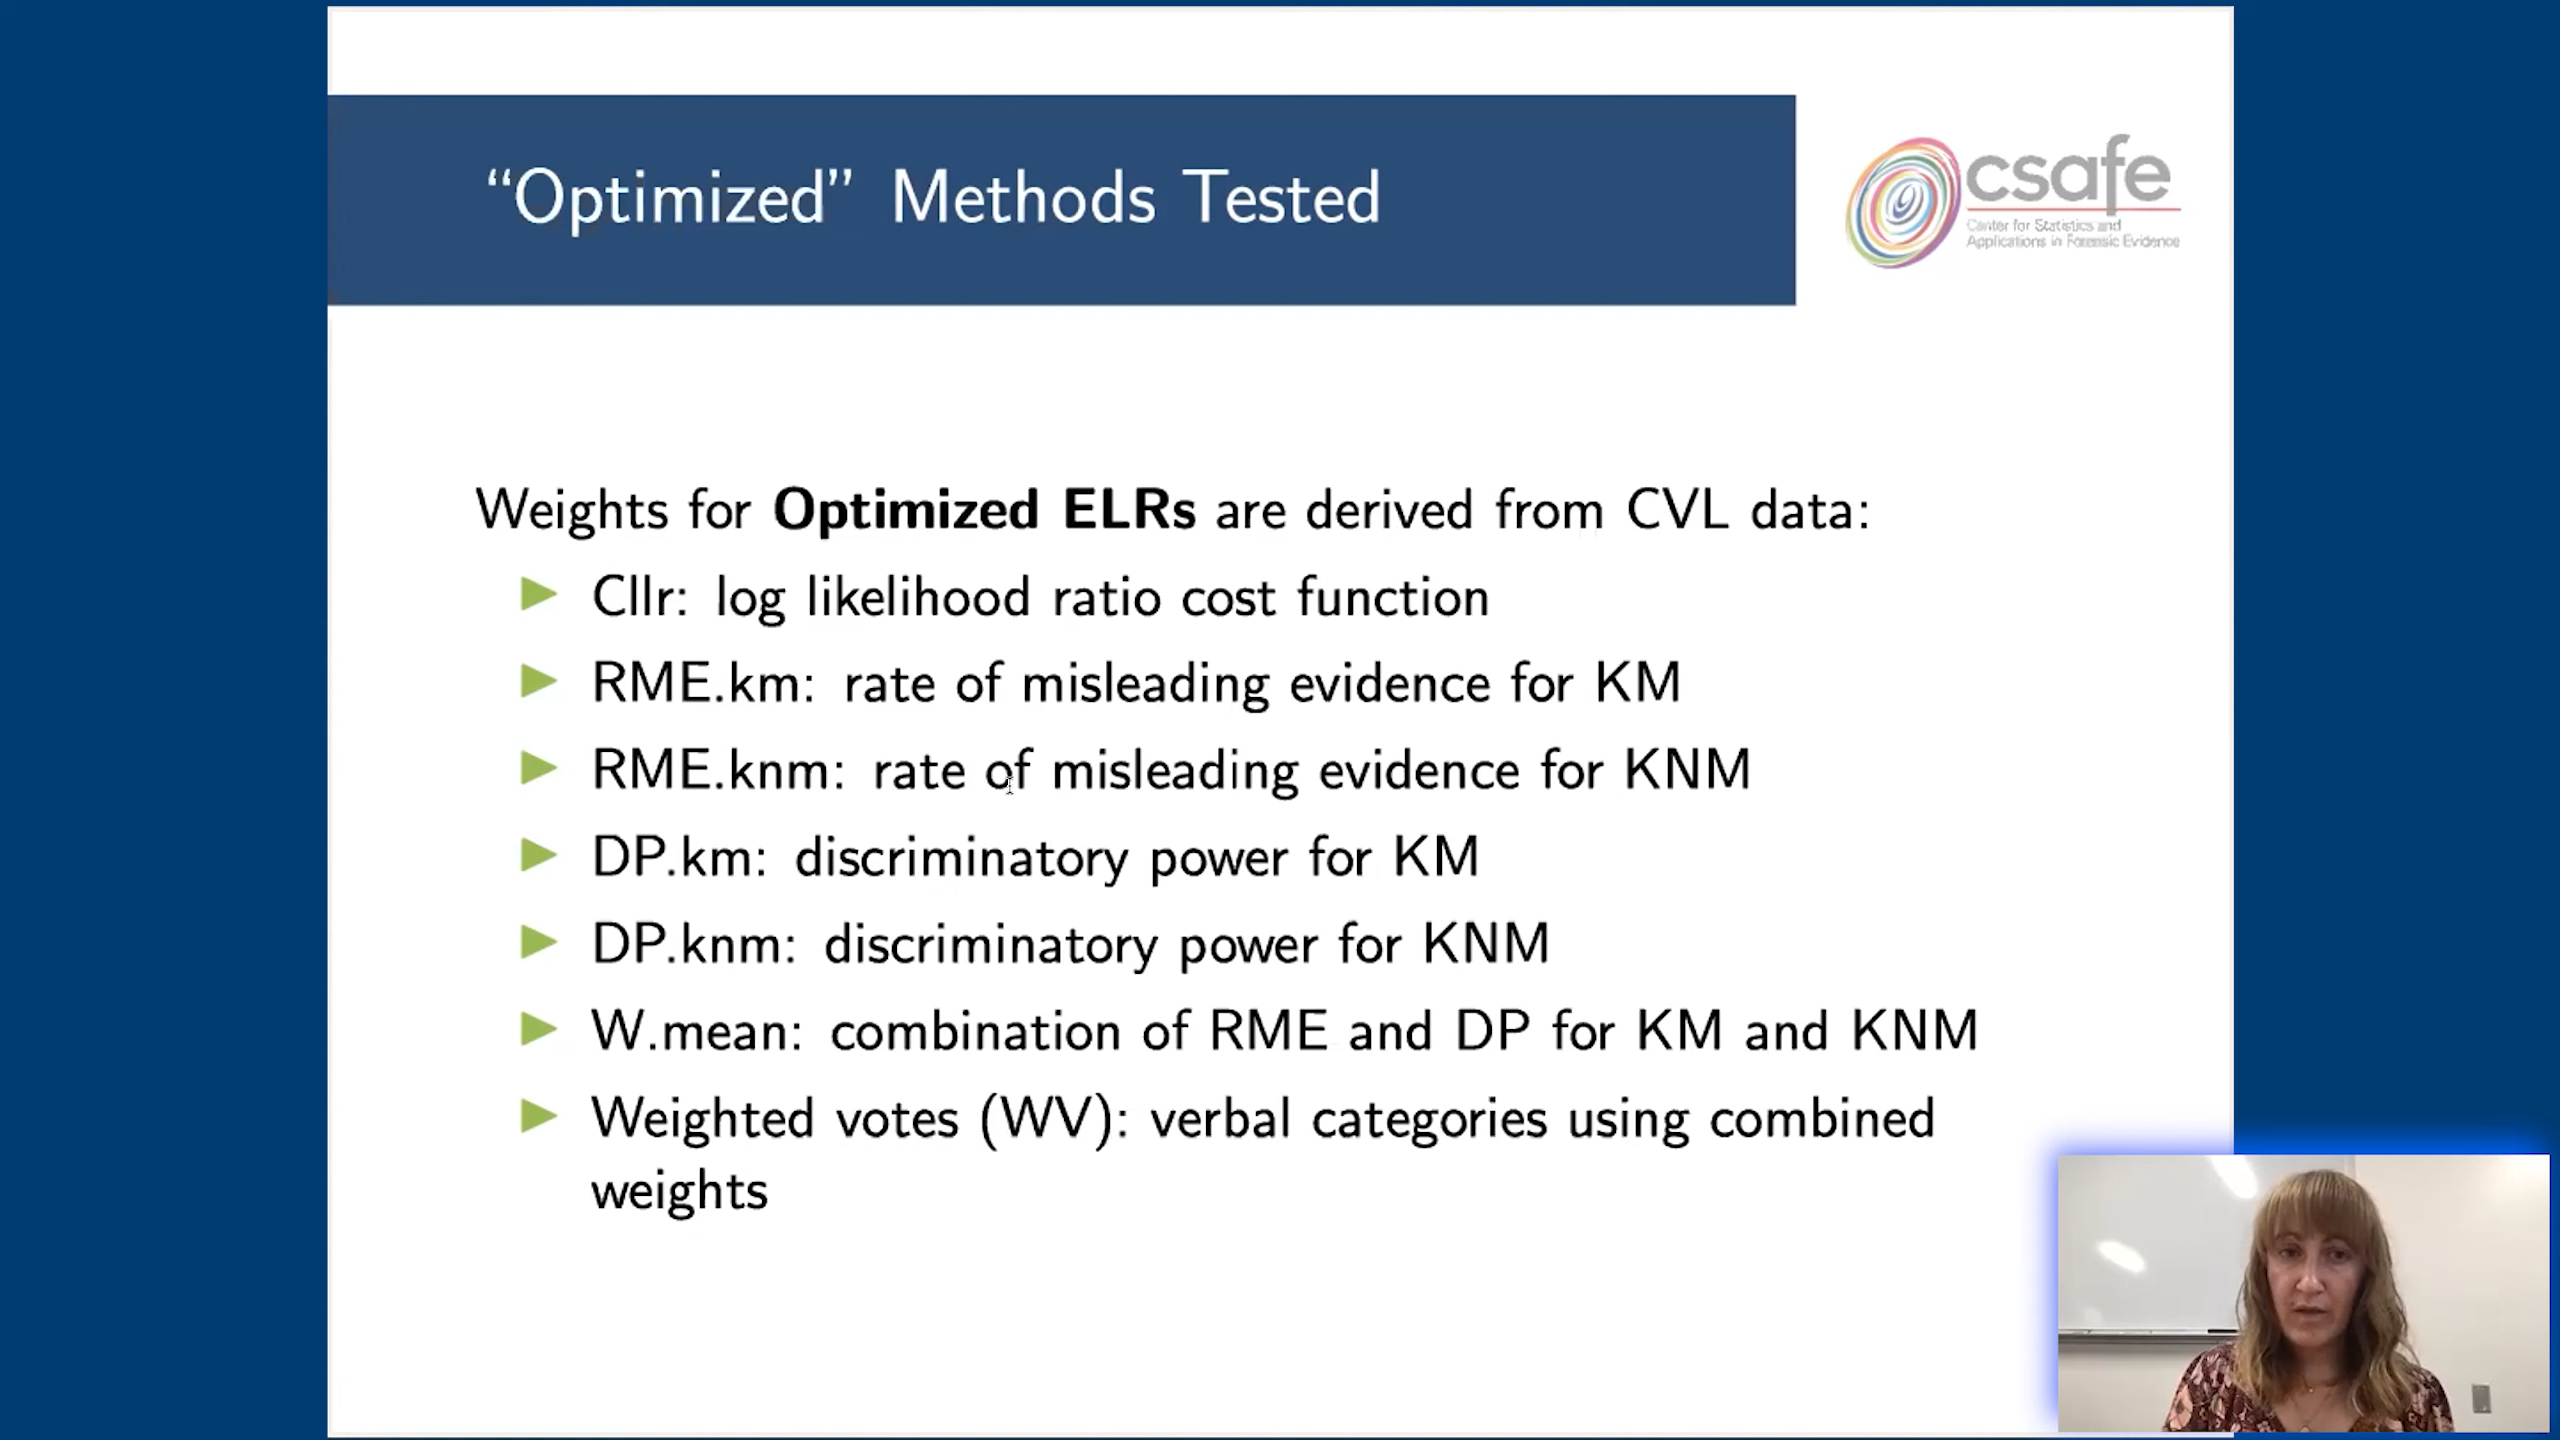 “Optimized” Methods Tested
csafe
Center for Statistics and
Applications in Forensic Evidence
Weights for Optimized ELRs are derived from CVL data:
Cllr: log likelihood ratio cost function
RME.km: rate of misleading evidence for KM
RME.knm: rate of misleading evidence for KNM
DP.km: discriminatory power for KM
DP.knm: discriminatory power for KNM
W.mean: combination of RME and DP for KM and KNM
Weighted votes (WV): verbal categories using combined
weights